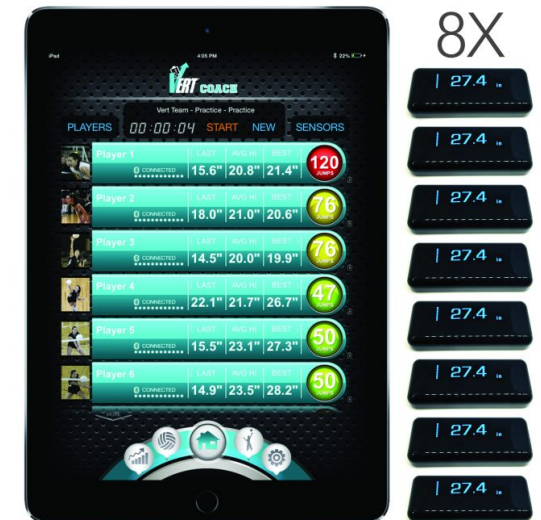 8X
iPad
4:05 PM
22%
VERT COACH
Vert Team - Practice - Practice
PLAYERS 00:00:04 START NEW SENSORS
Player 1 LAST AVG HI BEST
CONNECTED 15.6" 20.8" 21.4" 120 JUMPS
Player 2 LAST AVG HI BEST
CONNECTED 18.0" 21.0" 20.6" 76 JUMPS
Player 3 LAST AVG HI BEST
CONNECTED 14.5" 20.0" 19.9" 76 JUMPS
Player 4 LAST AVG HI BEST
CONNECTED 22.1" 21.7" 26.7" 47 JUMPS
Player 5 LAST AVG HI BEST
CONNECTED 15.5" 23.1" 27.3" 50 JUMPS
Player 6 LAST AVG HI BEST
CONNECTED 14.9" 23.5" 28.2" 50 JUMPS
MORE
| 27.4 in
| 27.4 in
| 27.4 in
| 27.4 in
| 27.4 in
| 27.4 in
| 27.4 in
| 27.4 in